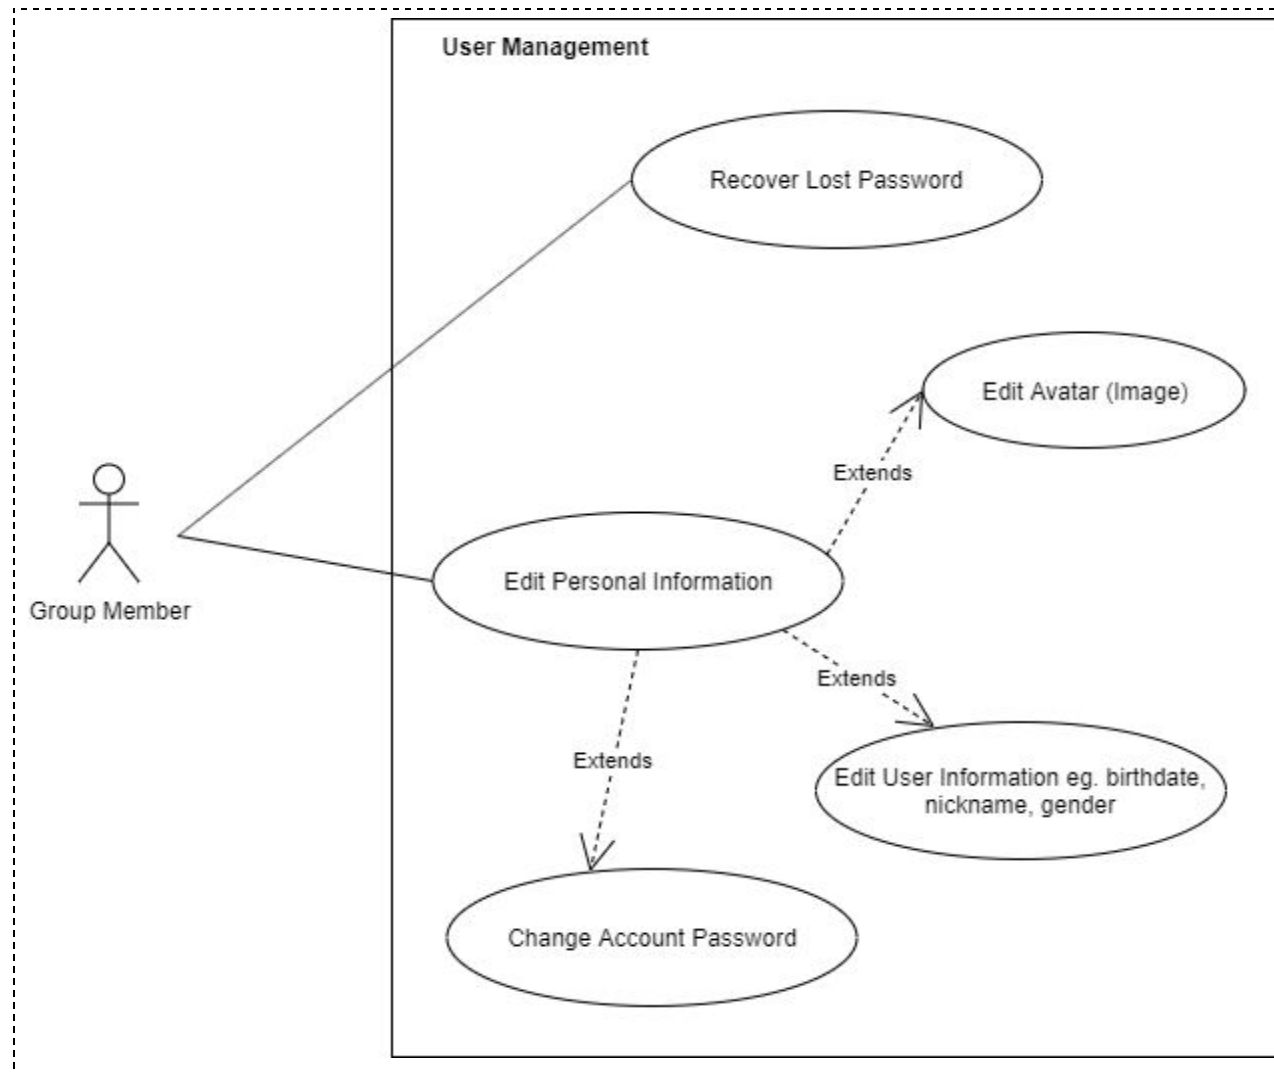 User Management
Recover Lost Password
Edit Avatar (Image)
Extends
Edit Personal Information
Group Member
Extends
Extends
Edit User Information eg. birthdate,
nickname, gender
Change Account Password